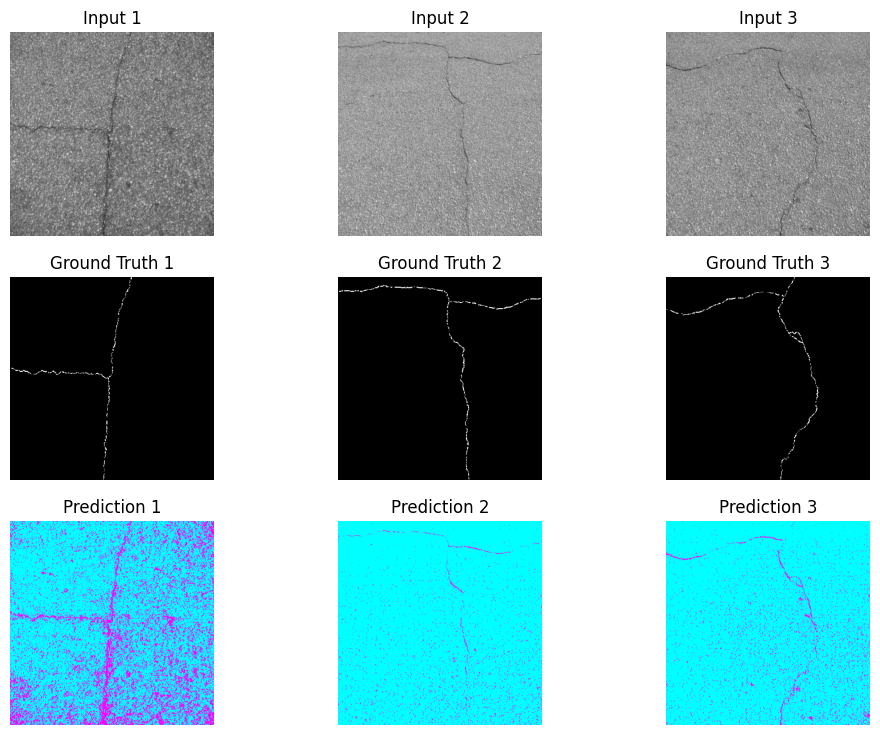 Input 1
Input 2
Input 3
Ground Truth 1
Ground Truth 2
Ground Truth 3
Prediction 1
Prediction 2
Prediction 3